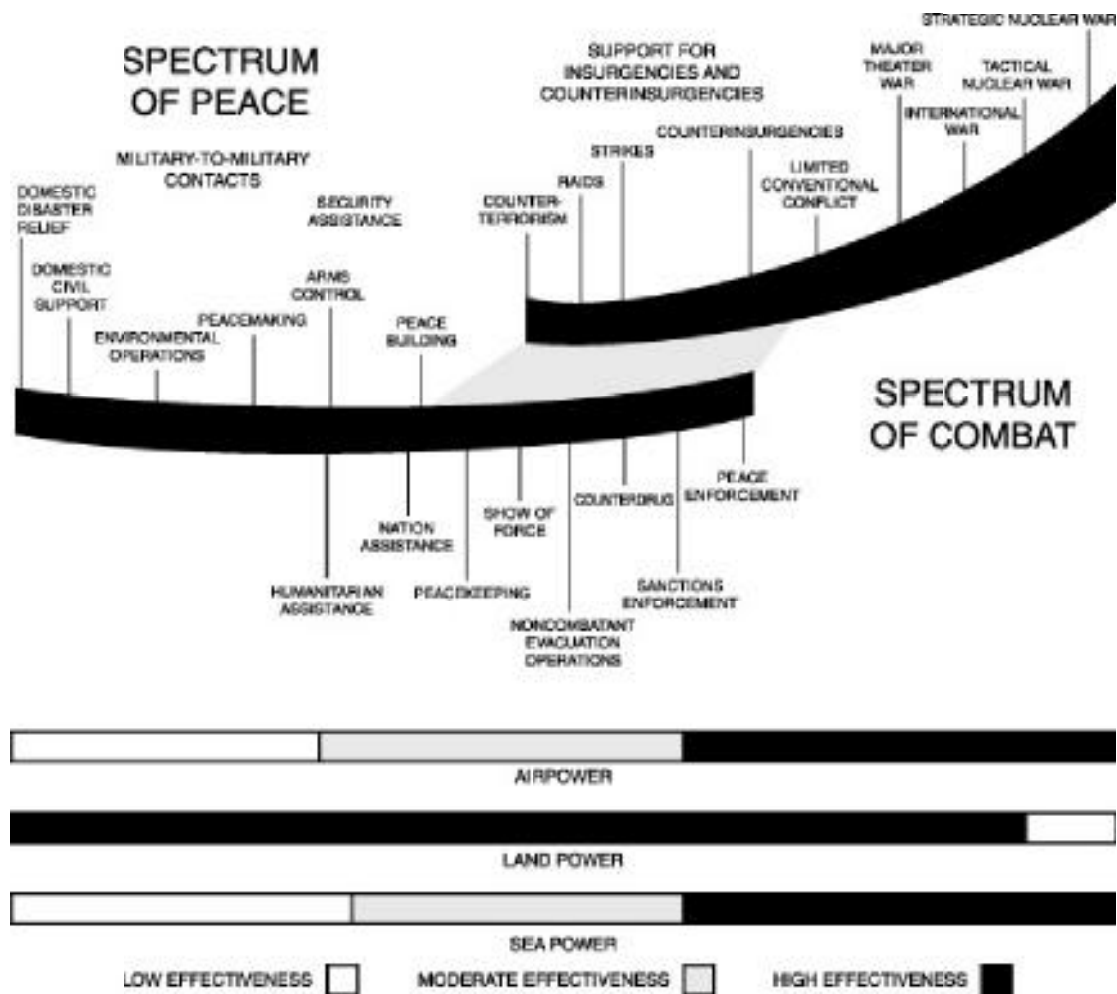 STRATEGIC NUCLEAR WAR
SPECTRUM
OF PEACE
SUPPORT FOR
INSURGENCIES AND
COUNTERINSURGENCIES
MAJOR
THEATER
WAR
TACTICAL
NUCLEAR WAR
INTERNATIONAL
WAR
COUNTERINSURGENCIES
STRIKES
RAIDS
LIMITED
CONVENTIONAL
CONFLICT
MILITARY-TO-MILITARY
CONTACTS
DOMESTIC
DISASTER
RELIEF
SECURITY
ASSISTANCE
COUNTER-
TERRORISM
DOMESTIC
CIVIL
SUPPORT
ARMS
CONTROL
PEACEMAKING
ENVIRONMENTAL
OPERATIONS
PEACE
BUILDING
SPECTRUM
OF COMBAT
PEACE
ENFORCEMENT
COUNTERDRUG
SHOW OF
FORCE
NATION
ASSISTANCE
HUMANITARIAN
ASSISTANCE
PEACEKEEPING
SANCTIONS
ENFORCEMENT
NONCOMBATANT
EVACUATION
OPERATIONS
AIRPOWER
LAND POWER
SEA POWER
LOW EFFECTIVENESS
MODERATE EFFECTIVENESS
HIGH EFFECTIVENESS